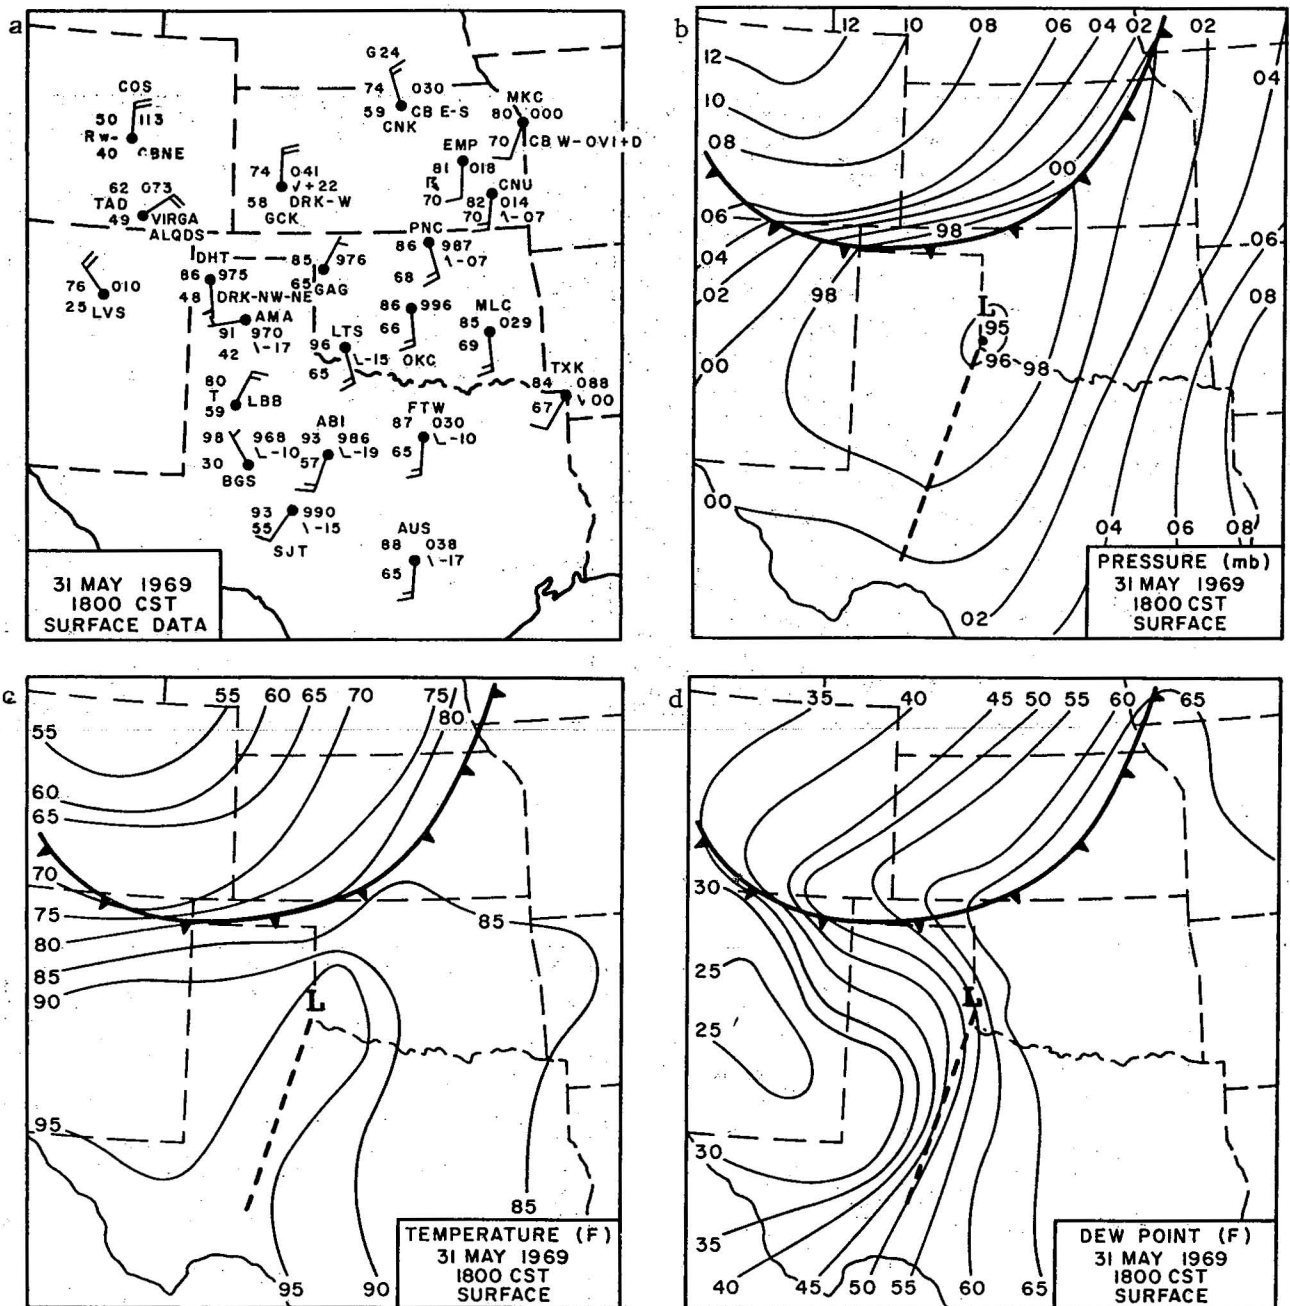 a
G24
74 030
59 CB E-S
CNK
COS
50 113
RW-
40 CBNE
MKC
80 000
70 CB W-OVHD
EMP
81 018
70
74 041
√+22
58 DRK-W
GCK
CNU
82 014
70 \-07
62 073
TAD
49 VIRGA
ALQDS
PNC
86 987
\-07
68
DHT
86 975
48 DRK-NW-NE
85 976
65 GAG
76 010
25 LVS
AMA
91 970
42 \-17
86 996
66
OKC
MLC
85 029
69
LTS
96
\-15
65
TXK
84 088
67 V00
80
T
59 LBB
FTW
87 030
\-10
65
ABI
93 986
57 \-19
98 968
\-10
30
BGS
93 990
55 \-15
SJT
AUS
88 038
65 \-17
31 MAY 1969
1800 CST
SURFACE DATA
b
12 10 08 06 04 02 02
12
04
10
08
00
06
98
06
04
02
98
08
L
95
96
98
00
00
04 06 08
02
PRESSURE (mb)
31 MAY 1969
1800 CST
SURFACE
c
55 60 65 70 75
80
55
60
65
70
75
80
85
85
90
L
95
85
95 90
TEMPERATURE (F)
31 MAY 1969
1800 CST
SURFACE
d
35 40 45 50 55 60 65
30
25
L
25
30
35
40 45 50 55 60 65
DEW POINT (F)
31 MAY 1969
1800 CST
SURFACE